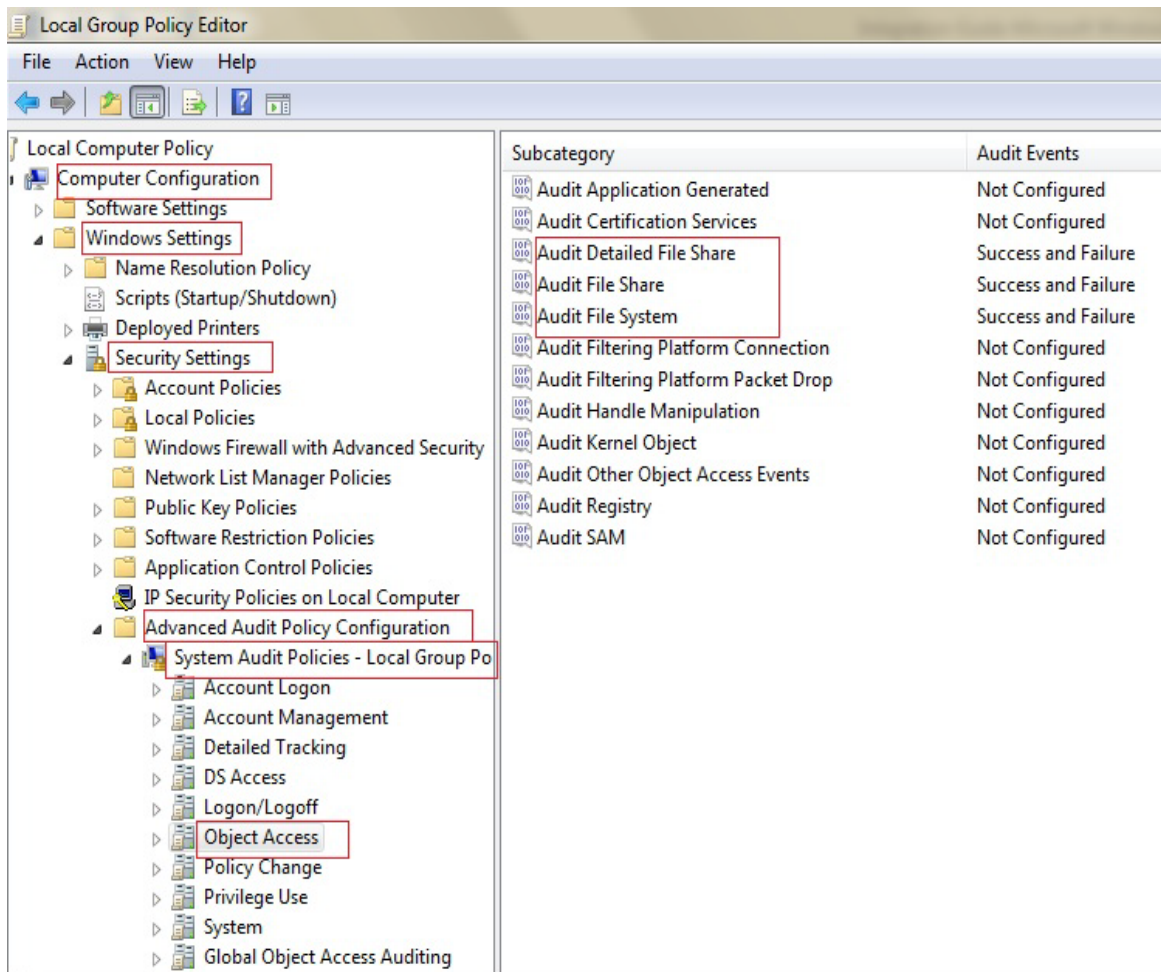 Local Group Policy Editor
File Action View Help
Local Computer Policy
Computer Configuration
Software Settings
Windows Settings
Name Resolution Policy
Scripts (Startup/Shutdown)
Deployed Printers
Security Settings
Account Policies
Local Policies
Windows Firewall with Advanced Security
Network List Manager Policies
Public Key Policies
Software Restriction Policies
Application Control Policies
IP Security Policies on Local Computer
Advanced Audit Policy Configuration
System Audit Policies - Local Group Po
Account Logon
Account Management
Detailed Tracking
DS Access
Logon/Logoff
Object Access
Policy Change
Privilege Use
System
Global Object Access Auditing
Subcategory Audit Events
Audit Application Generated Not Configured
Audit Certification Services Not Configured
Audit Detailed File Share Success and Failure
Audit File Share Success and Failure
Audit File System Success and Failure
Audit Filtering Platform Connection Not Configured
Audit Filtering Platform Packet Drop Not Configured
Audit Handle Manipulation Not Configured
Audit Kernel Object Not Configured
Audit Other Object Access Events Not Configured
Audit Registry Not Configured
Audit SAM Not Configured